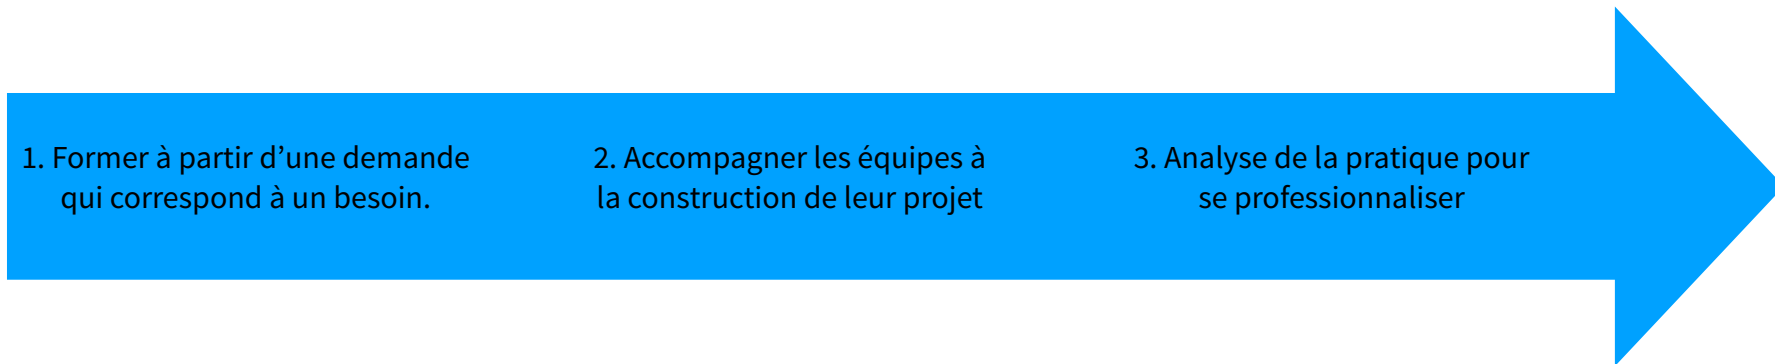 1. Former à partir d’une demande
qui correspond à un besoin.
2. Accompagner les équipes à
la construction de leur projet
3. Analyse de la pratique pour
se professionnaliser